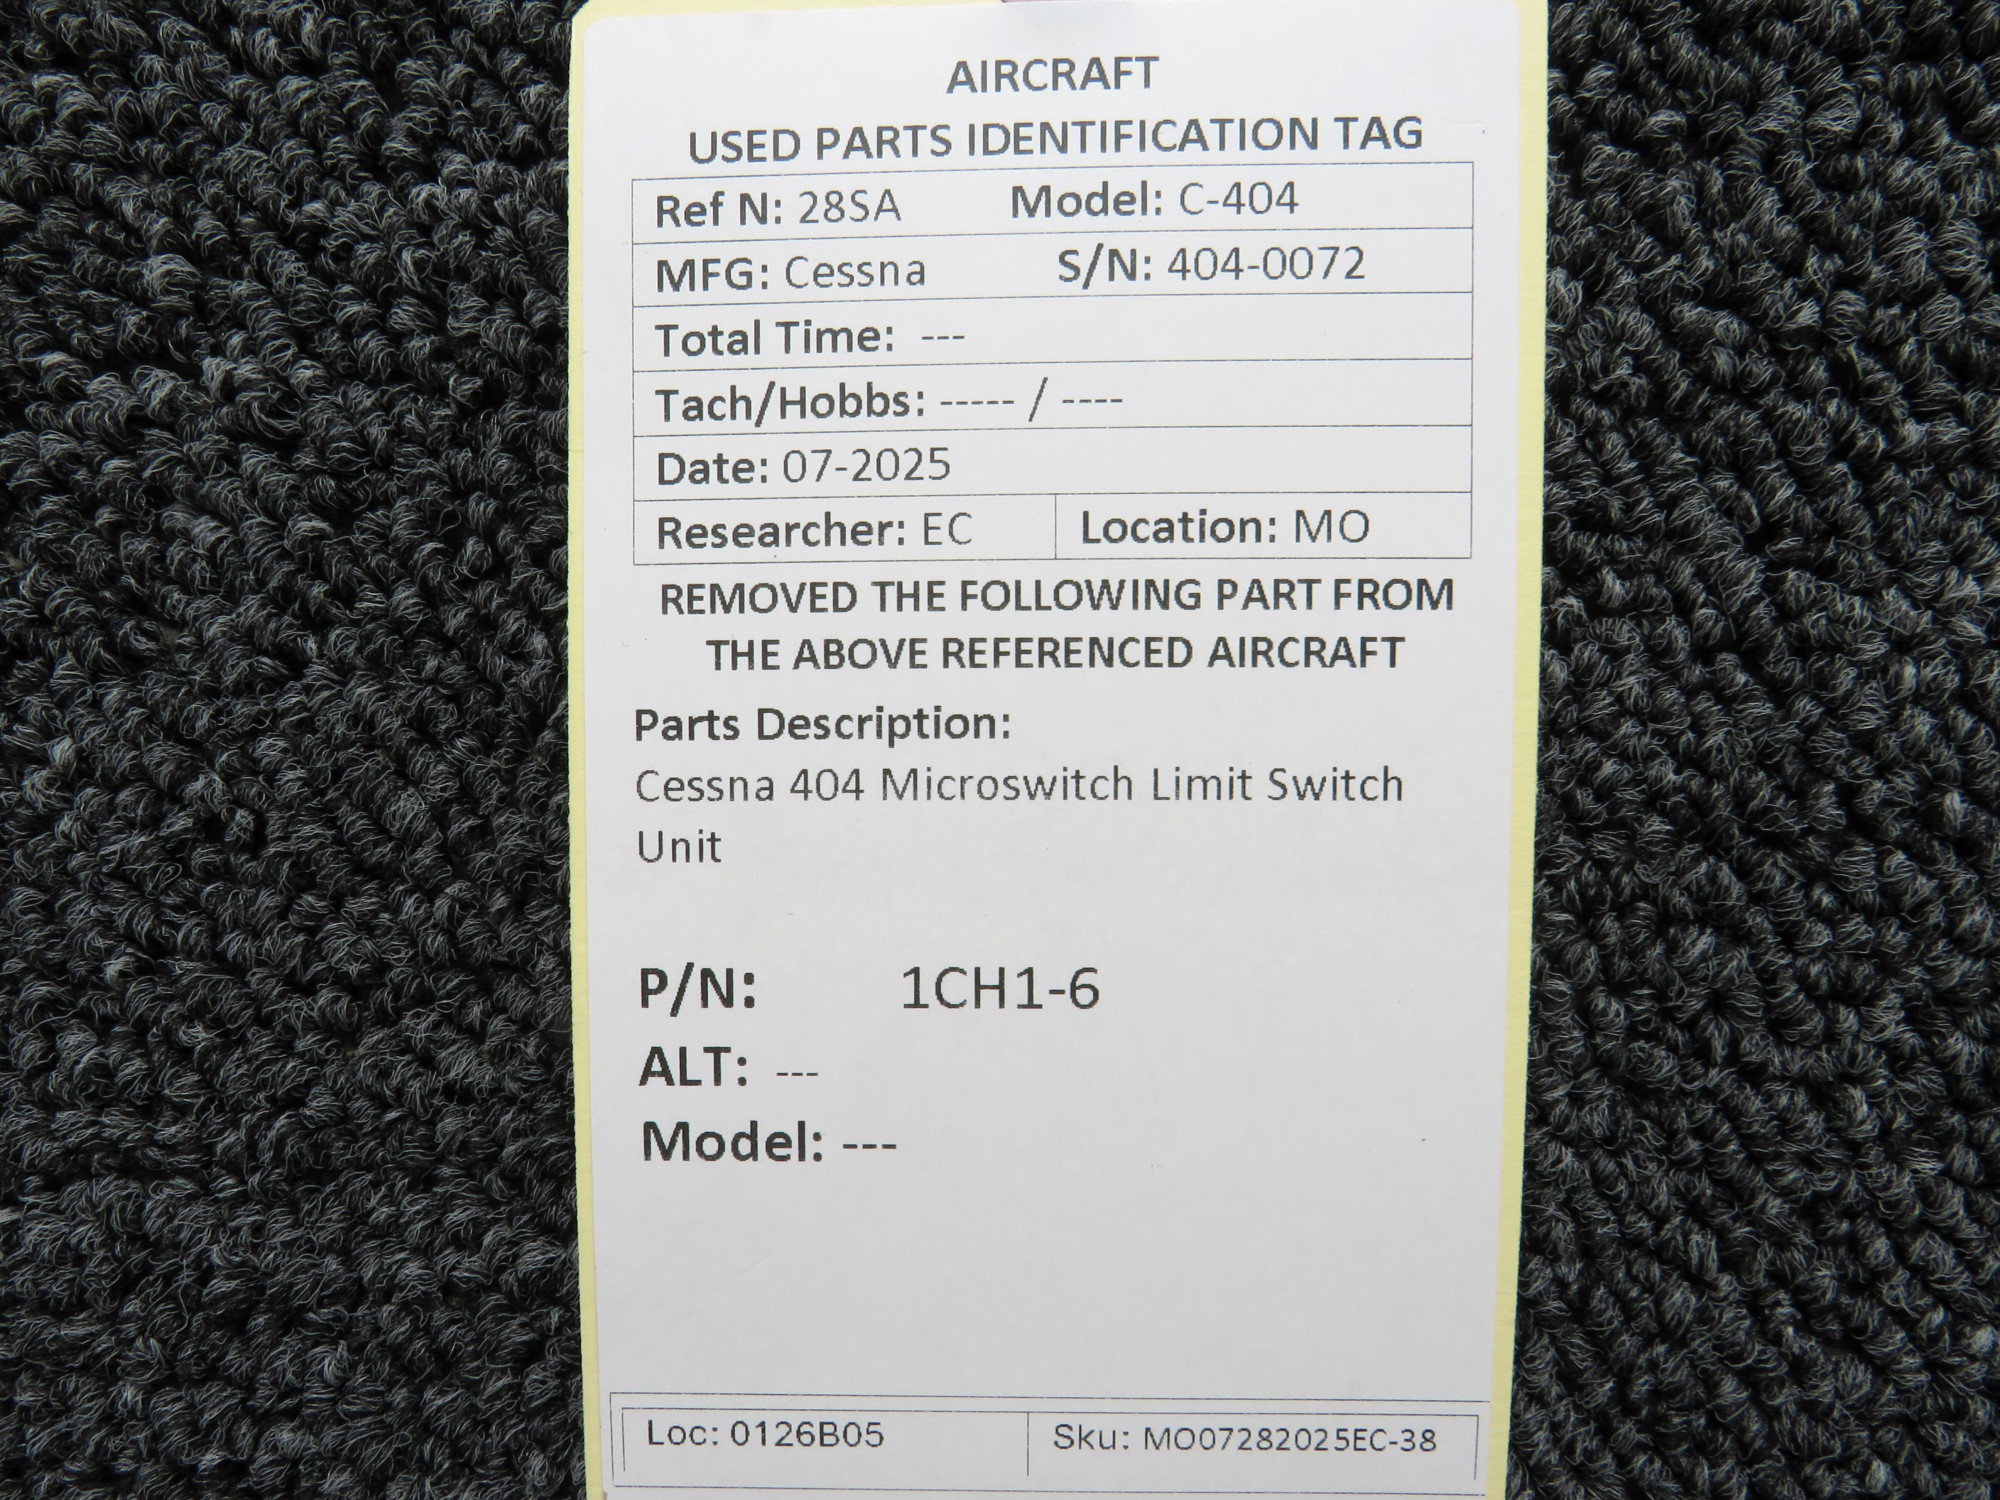 AIRCRAFT
USED PARTS IDENTIFICATION TAG
Ref N: 28SA Model: C-404
MFG: Cessna S/N: 404-0072
Total Time: ---
Tach/Hobbs: ----- / ----
Date: 07-2025
Researcher: EC Location: MO
REMOVED THE FOLLOWING PART FROM
THE ABOVE REFERENCED AIRCRAFT
Parts Description:
Cessna 404 Microswitch Limit Switch
Unit
P/N: 1CH1-6
ALT: ---
Model: ---
Loc: 0126B05 Sku: MO07282025EC-38